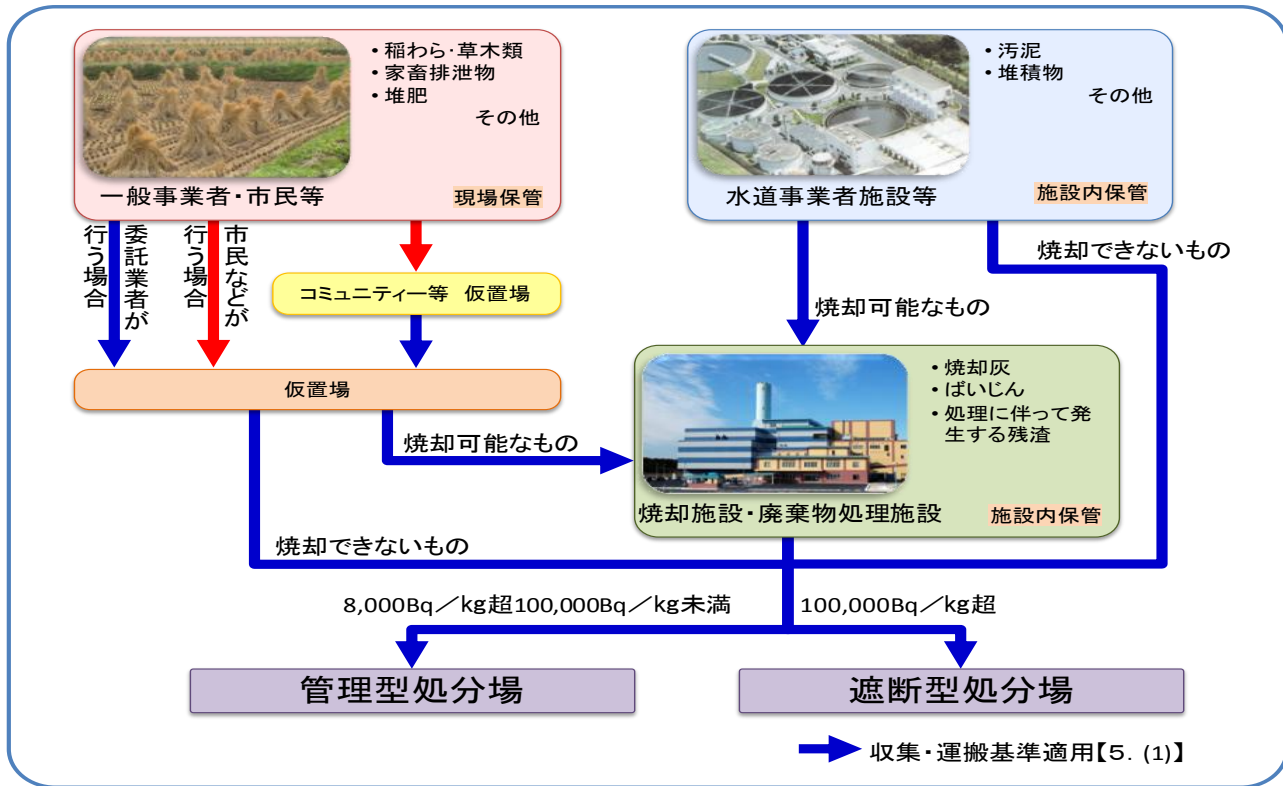 ・稲わら・草木類
・家畜排泄物
・堆肥
その他
一般事業者・市民等
現場保管
・汚泥
・堆積物
その他
水道事業者施設等
施設内保管
委託業者が
行う場合
市民などが
行う場合
コミュニティー等 仮置場
仮置場
焼却できないもの
焼却可能なもの
焼却可能なもの
・焼却灰
・ばいじん
・処理に伴って発
生する残渣
焼却施設・廃棄物処理施設
施設内保管
焼却できないもの
8,000Bq／kg超100,000Bq／kg未満
100,000Bq／kg超
管理型処分場
遮断型処分場
収集・運搬基準適用【5. (1)】